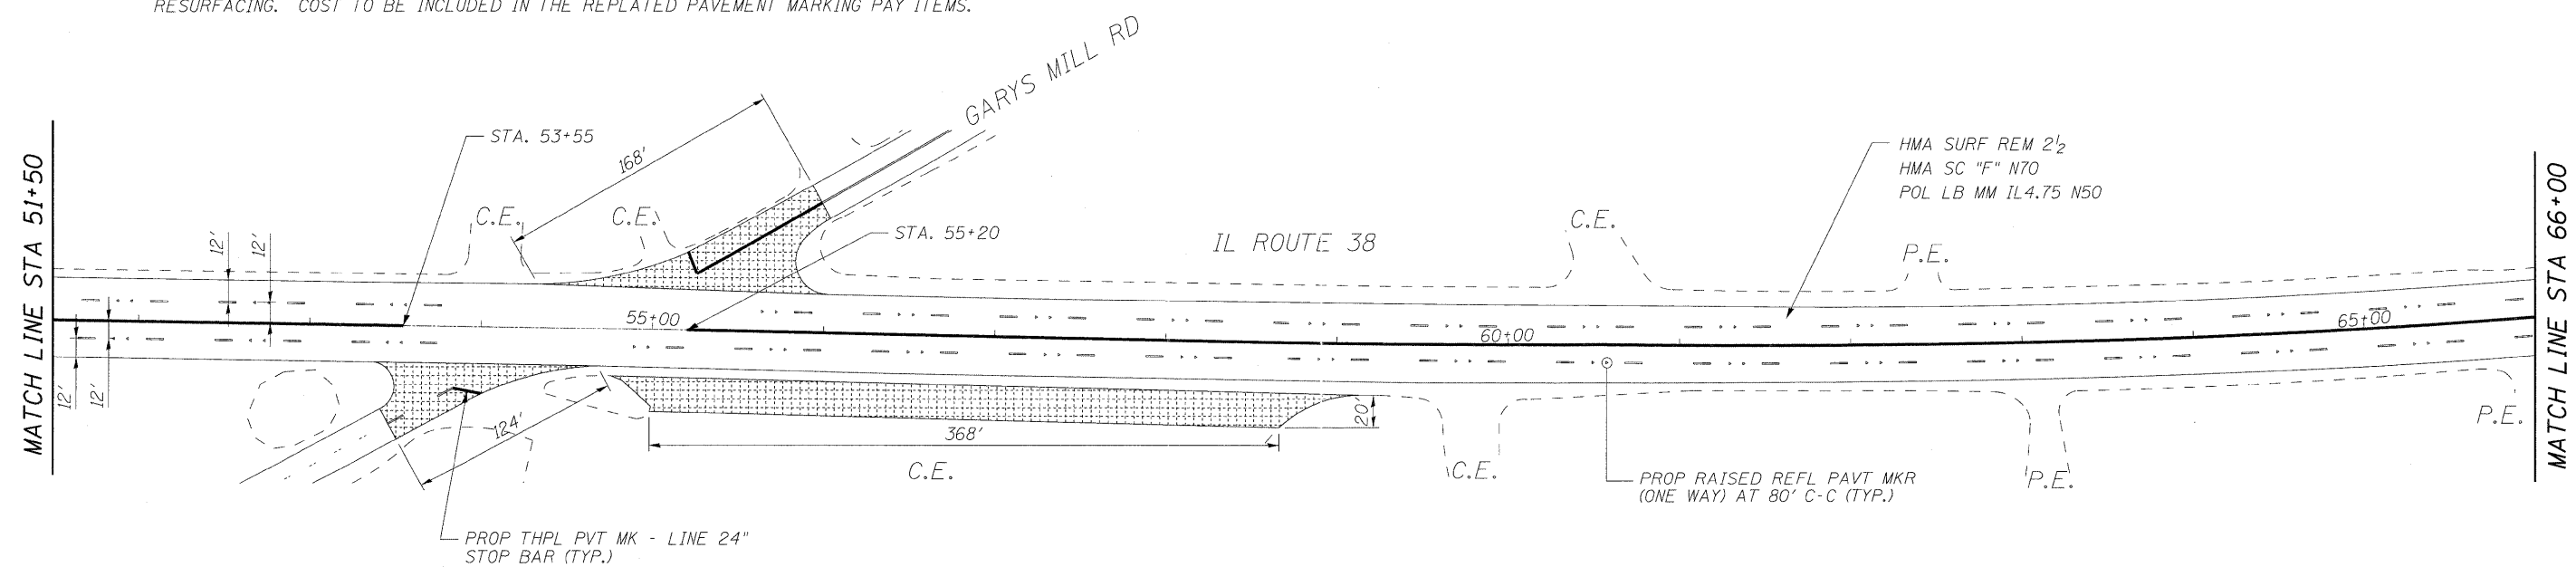 RESURFACING. COST TO BE INCLUDED IN THE REPLATED PAVEMENT MARKING PAY ITEMS.
GARYS MILL RD
MATCH LINE STA 51+50
STA. 53+55
168'
HMA SURF REM 2½
HMA SC "F" N70
POL LB MM IL4.75 N50
MATCH LINE STA 66+00
C.E.
C.E.
STA. 55+20
IL ROUTE 38
C.E.
P.E.
12'
12'
55+00
60+00
65+00
12'
12'
124'
368'
20'
C.E.
C.E.
PROP RAISED REFL PAVT MKR
(ONE WAY) AT 80' C-C (TYP.)
P.E.
P.E.
PROP THPL PVT MK - LINE 24"
STOP BAR (TYP.)